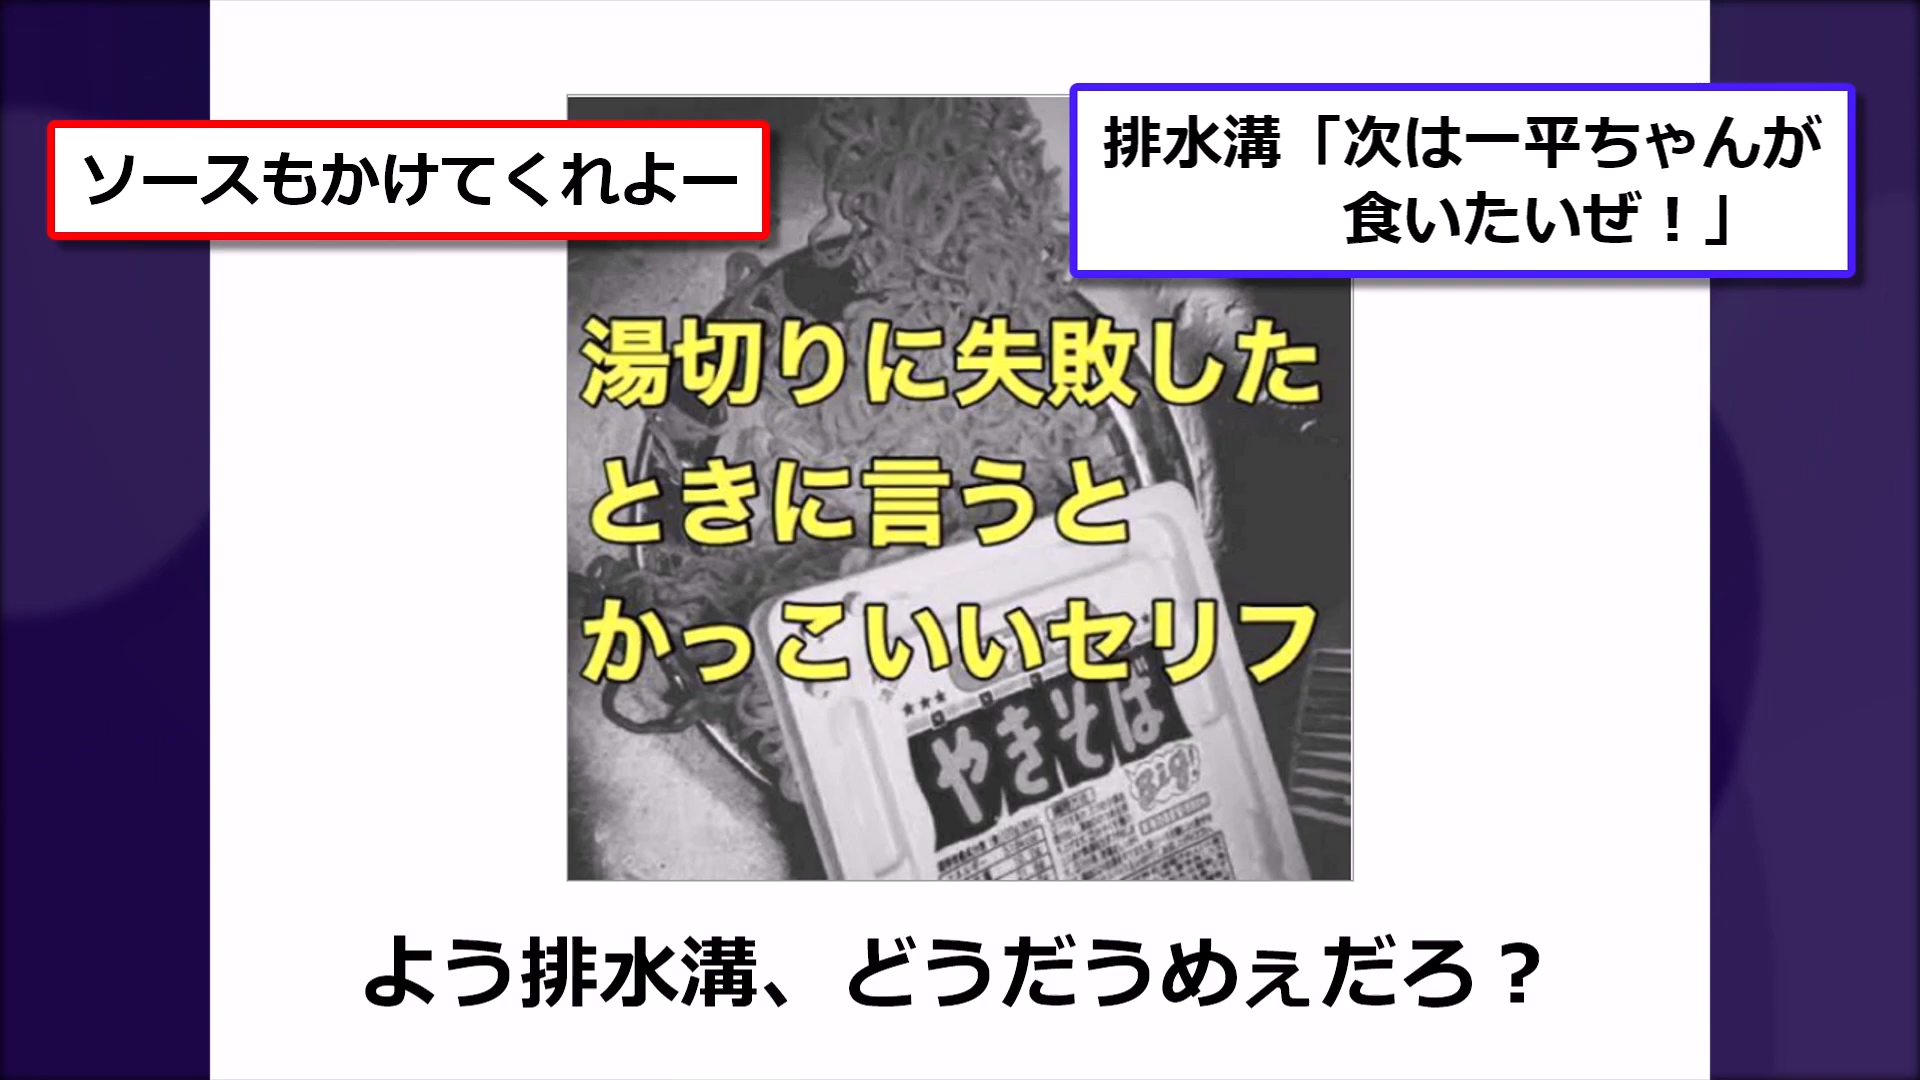 ソースもかけてくれよー
排水溝「次は一平ちゃんが
食いたいぜ！」
湯切りに失敗した
ときに言うと
かっこいいセリフ
やきそば
Big!
よう排水溝、どうだうめぇだろ？